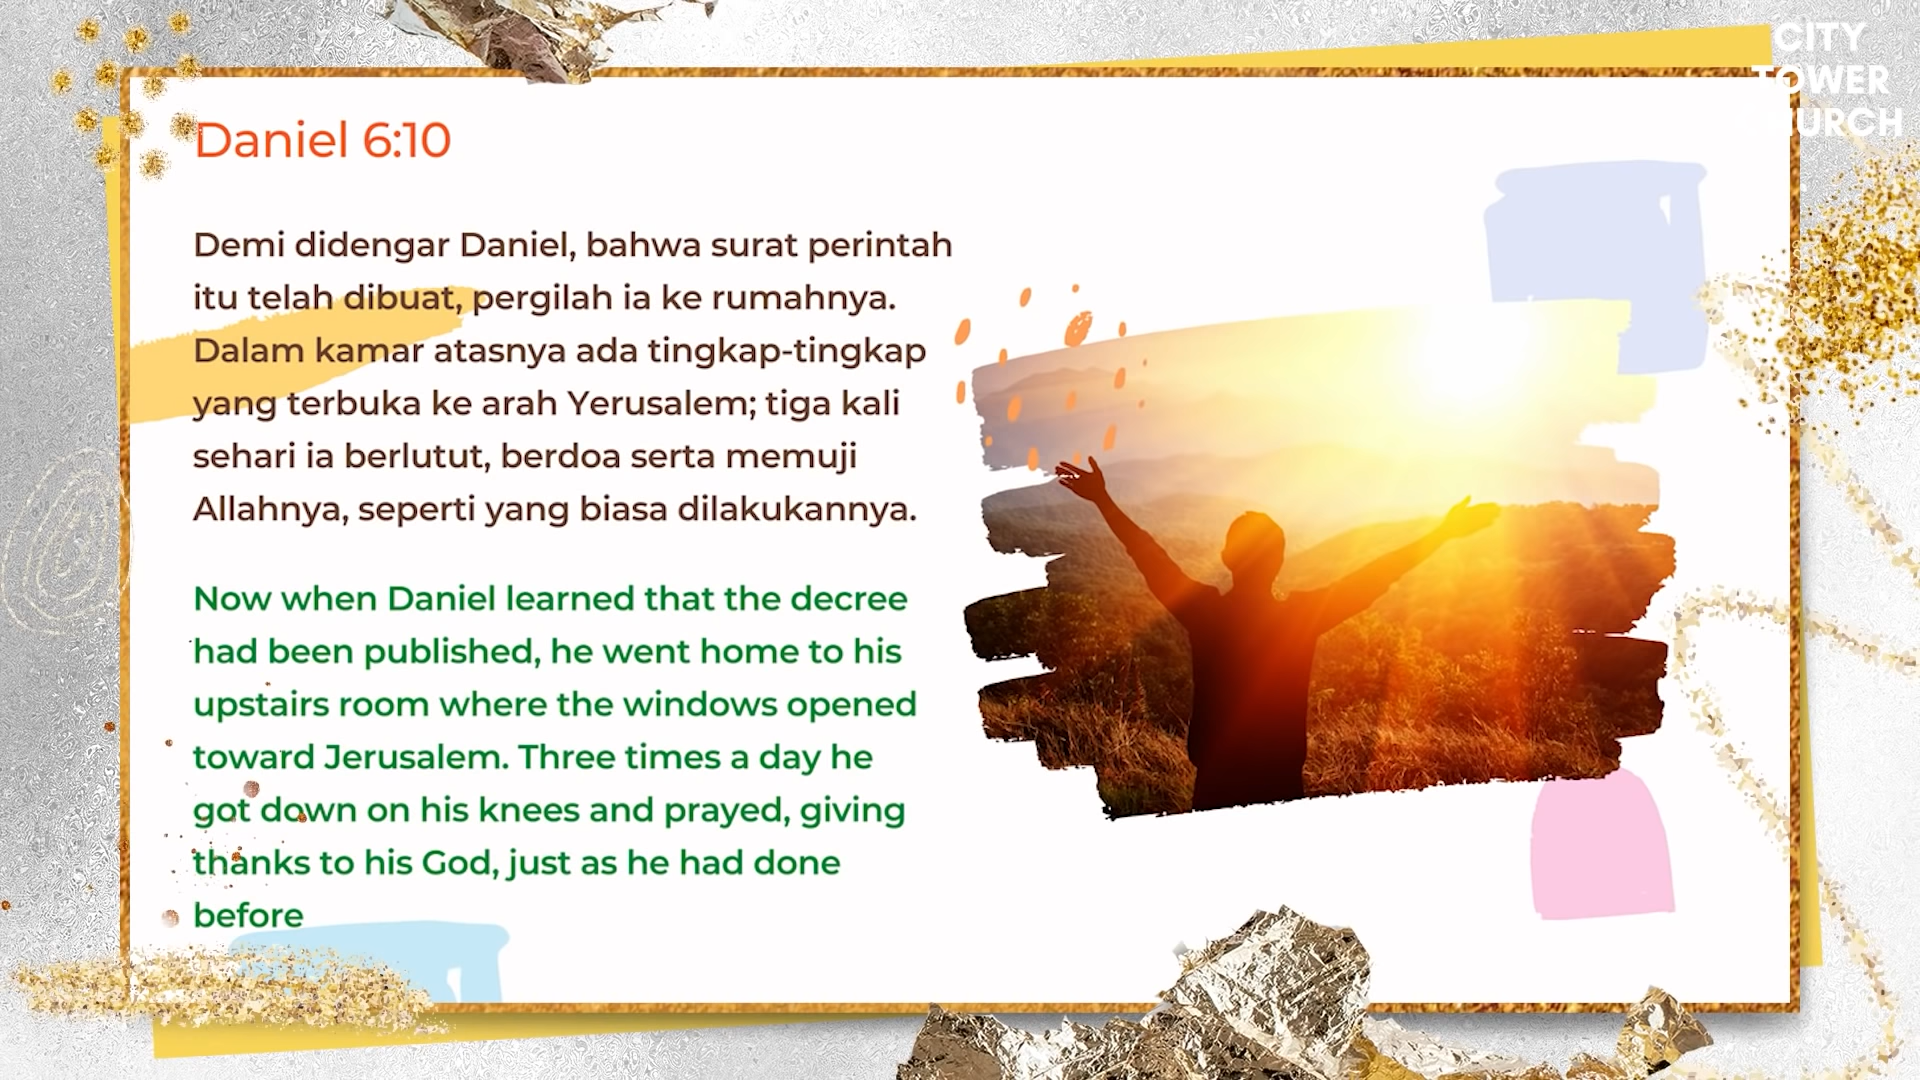 CITY
TOWER
CHURCH
Daniel 6:10
Demi didengar Daniel, bahwa surat perintah
itu telah dibuat, pergilah ia ke rumahnya.
Dalam kamar atasnya ada tingkap-tingkap
yang terbuka ke arah Yerusalem; tiga kali
sehari ia berlutut, berdoa serta memuji
Allahnya, seperti yang biasa dilakukannya.
Now when Daniel learned that the decree
had been published, he went home to his
upstairs room where the windows opened
toward Jerusalem. Three times a day he
got down on his knees and prayed, giving
thanks to his God, just as he had done
before